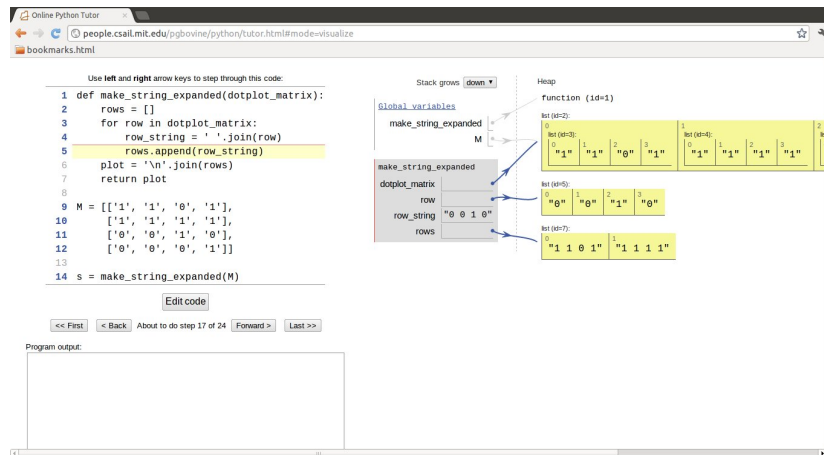 Online Python Tutor
people.csail.mit.edu/pgbovine/python/tutor.html#mode=visualize
bookmarks.html
Use left and right arrow keys to step through this code:
1 def make_string_expanded(dotplot_matrix):
2     rows = []
3     for row in dotplot_matrix:
4         row_string = ' '.join(row)
5         rows.append(row_string)
6     plot = '\n'.join(rows)
7     return plot
8
9 M = [['1', '1', '0', '1'],
10      ['1', '1', '1', '1'],
11      ['0', '0', '1', '0'],
12      ['0', '0', '0', '1']]
13
14 s = make_string_expanded(M)
Edit code
<< First < Back About to do step 17 of 24 Forward > Last >>
Program output:
Stack grows down
Global variables
make_string_expanded
M
make_string_expanded
dotplot_matrix
row
row_string "0 0 1 0"
rows
Heap
function (id=1)
list (id=2):
0 1 2
list (id=3): list (id=4):
0 1 2 3 0 1 2 3
"1" "1" "0" "1" "1" "1" "1" "1"
list (id=5):
0 1 2 3
"0" "0" "1" "0"
list (id=7):
0 1
"1 1 0 1" "1 1 1 1"